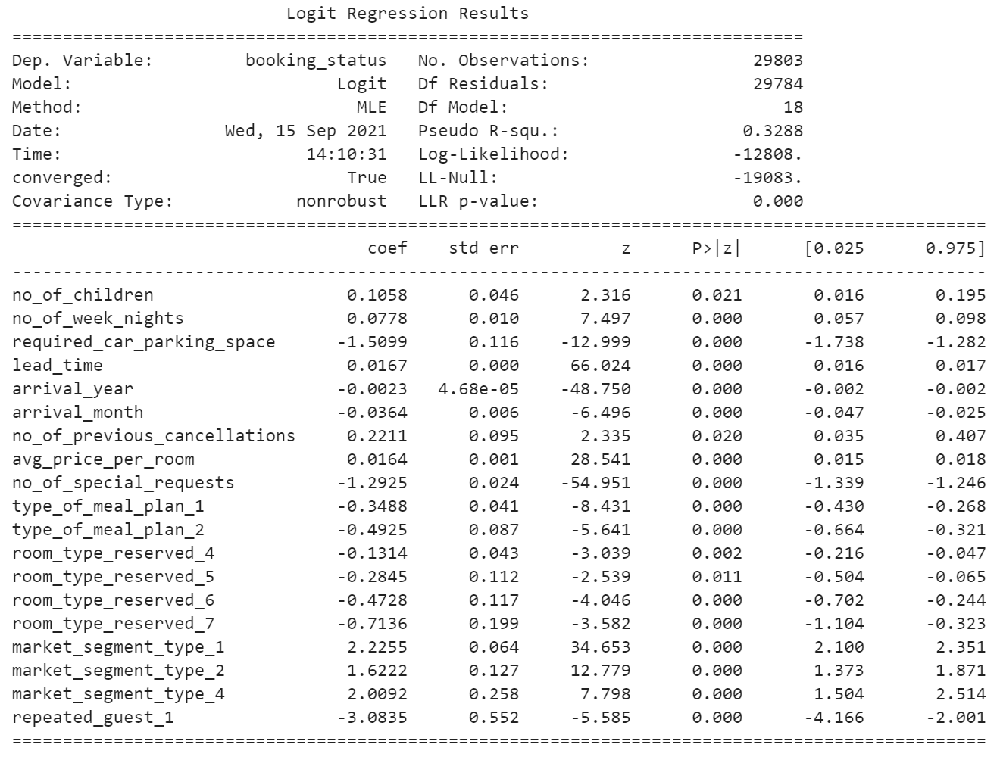 Logit Regression Results
==============================================================================
Dep. Variable: booking_status No. Observations: 29803
Model: Logit Df Residuals: 29784
Method: MLE Df Model: 18
Date: Wed, 15 Sep 2021 Pseudo R-squ.: 0.3288
Time: 14:10:31 Log-Likelihood: -12808.
converged: True LL-Null: -19083.
Covariance Type: nonrobust LLR p-value: 0.000
================================================================================================
coef std err z P>|z| [0.025 0.975]
------------------------------------------------------------------------------------------------
no_of_children 0.1058 0.046 2.316 0.021 0.016 0.195
no_of_week_nights 0.0778 0.010 7.497 0.000 0.057 0.098
required_car_parking_space -1.5099 0.116 -12.999 0.000 -1.738 -1.282
lead_time 0.0167 0.000 66.024 0.000 0.016 0.017
arrival_year -0.0023 4.68e-05 -48.750 0.000 -0.002 -0.002
arrival_month -0.0364 0.006 -6.496 0.000 -0.047 -0.025
no_of_previous_cancellations 0.2211 0.095 2.335 0.020 0.035 0.407
avg_price_per_room 0.0164 0.001 28.541 0.000 0.015 0.018
no_of_special_requests -1.2925 0.024 -54.951 0.000 -1.339 -1.246
type_of_meal_plan_1 -0.3488 0.041 -8.431 0.000 -0.430 -0.268
type_of_meal_plan_2 -0.4925 0.087 -5.641 0.000 -0.664 -0.321
room_type_reserved_4 -0.1314 0.043 -3.039 0.002 -0.216 -0.047
room_type_reserved_5 -0.2845 0.112 -2.539 0.011 -0.504 -0.065
room_type_reserved_6 -0.4728 0.117 -4.046 0.000 -0.702 -0.244
room_type_reserved_7 -0.7136 0.199 -3.582 0.000 -1.104 -0.323
market_segment_type_1 2.2255 0.064 34.653 0.000 2.100 2.351
market_segment_type_2 1.6222 0.127 12.779 0.000 1.373 1.871
market_segment_type_4 2.0092 0.258 7.798 0.000 1.504 2.514
repeated_guest_1 -3.0835 0.552 -5.585 0.000 -4.166 -2.001
================================================================================================